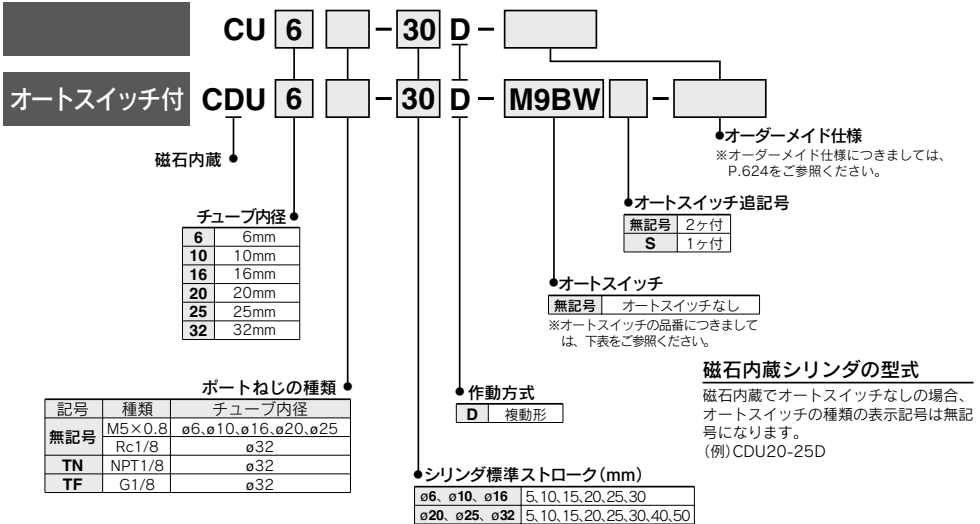 CU 6 - 30 D -
オートスイッチ付 CDU 6 - 30 D - M9BW -
磁石内蔵
オーダーメイド仕様
※オーダーメイド仕様につきましては、
P.624をご参照ください。
オートスイッチ追記号
無記号 2ヶ付
S 1ヶ付
チューブ内径
6 6mm
10 10mm
16 16mm
20 20mm
25 25mm
32 32mm
オートスイッチ
無記号 オートスイッチなし
※オートスイッチの品番につきまして
は、下表をご参照ください。
ポートねじの種類
記号 種類 チューブ内径
無記号 M5×0.8 ø6、ø10、ø16、ø20、ø25
Rc1/8 ø32
TN NPT1/8 ø32
TF G1/8 ø32
作動方式
D 複動形
磁石内蔵シリンダの型式
磁石内蔵でオートスイッチなしの場合、
オートスイッチの種類の表示記号は無記
号になります。
(例)CDU20-25D
シリンダ標準ストローク(mm)
ø6、ø10、ø16 5、10、15、20、25、30
ø20、ø25、ø32 5、10、15、20、25、30、40、50